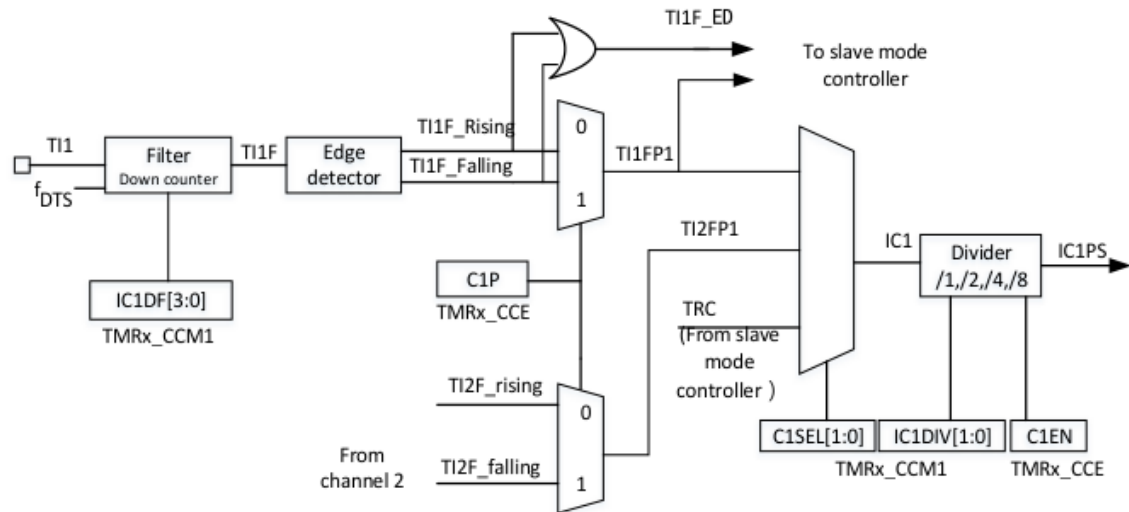 TI1F_ED
To slave mode
controller
TI1
f_DTS
Filter
Down counter
TI1F
Edge
detector
TI1F_Rising
TI1F_Falling
0
1
TI1FP1
TI2FP1
IC1DF[3:0]
TMRx_CCM1
C1P
TMRx_CCE
TRC
(From slave
mode
controller )
IC1
Divider
/1,/2,/4,/8
IC1PS
TI2F_rising
From
channel 2
TI2F_falling
0
1
C1SEL[1:0]
IC1DIV[1:0]
C1EN
TMRx_CCM1
TMRx_CCE